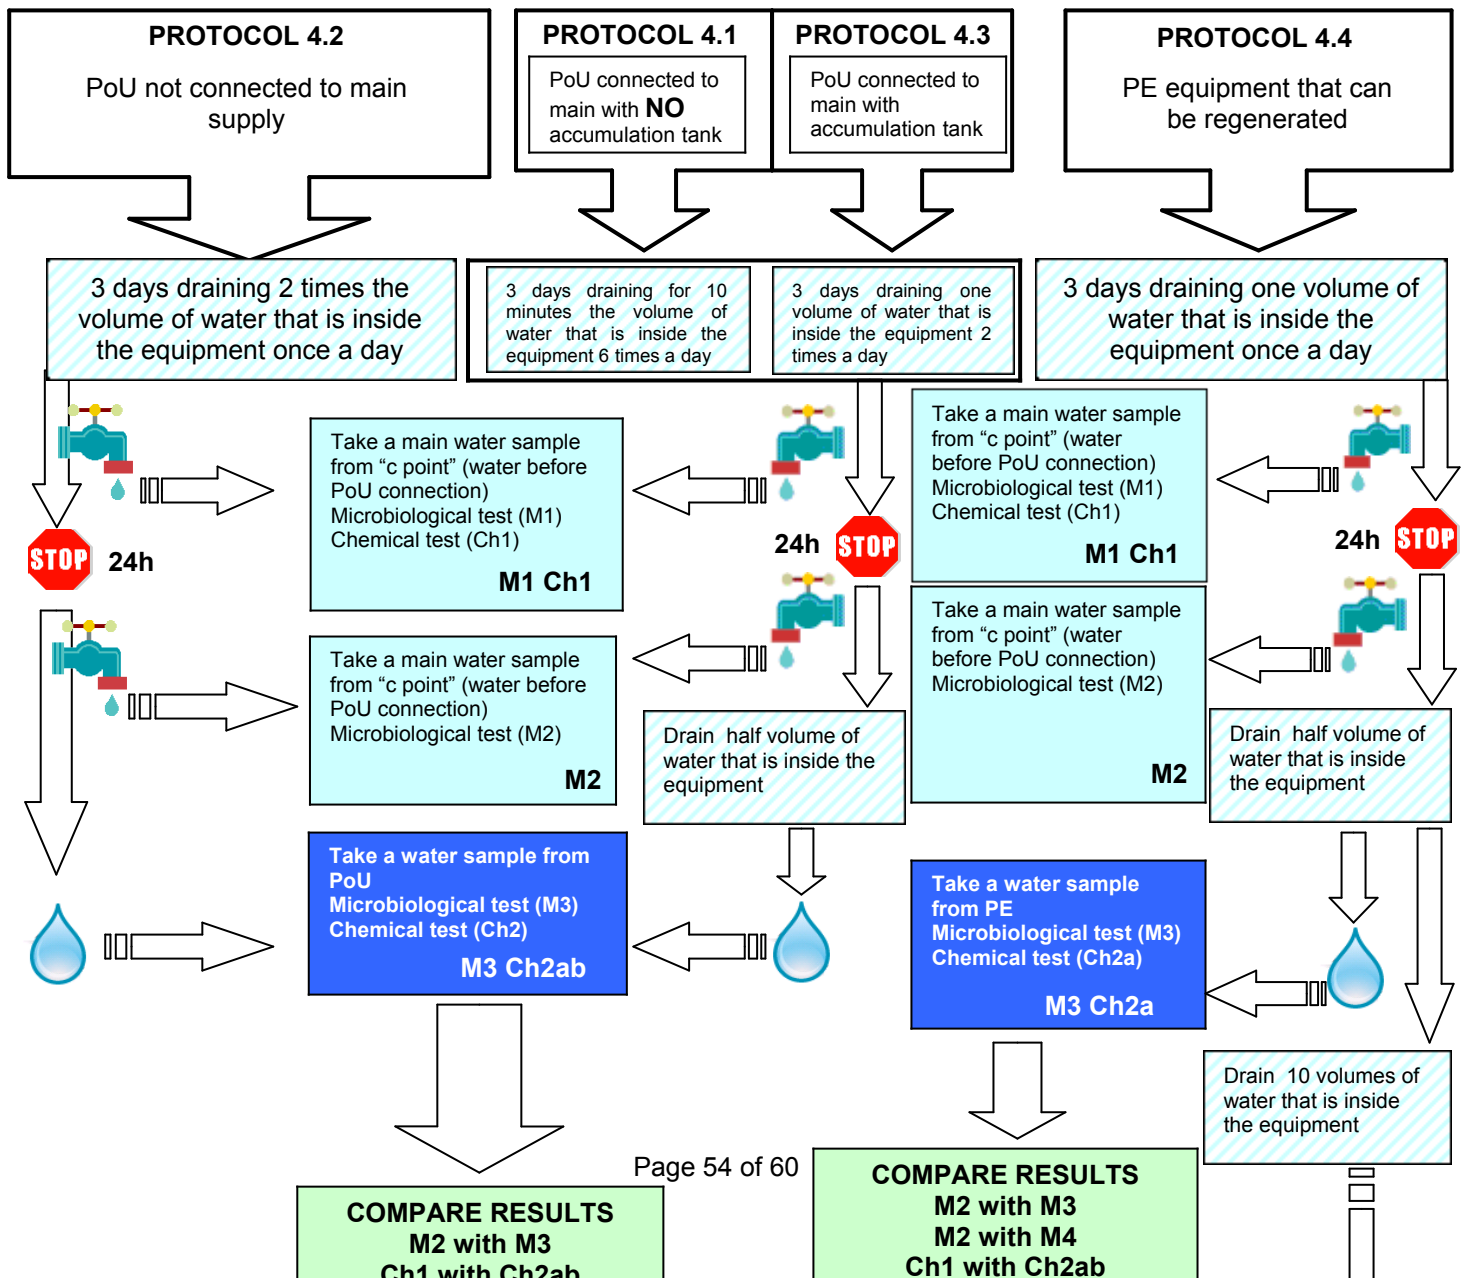 PROTOCOL 4.2
PoU not connected to main
supply
PROTOCOL 4.1
PoU connected to
main with NO
accumulation tank
PROTOCOL 4.3
PoU connected to
main with
accumulation tank
PROTOCOL 4.4
PE equipment that can
be regenerated
3 days draining 2 times the
volume of water that is inside
the equipment once a day
3 days draining for 10
minutes the volume of
water that is inside the
equipment 6 times a day
3 days draining one
volume of water that is
inside the equipment 2
times a day
3 days draining one volume of
water that is inside the
equipment once a day
Take a main water sample
from “c point” (water before
PoU connection)
Microbiological test (M1)
Chemical test (Ch1)
M1 Ch1
Take a main water sample
from “c point” (water
before PoU connection)
Microbiological test (M1)
Chemical test (Ch1)
M1 Ch1
STOP
24h
24h
STOP
24h
STOP
Take a main water sample
from “c point” (water before
PoU connection)
Microbiological test (M2)
M2
Take a main water sample
from “c point” (water
before PoU connection)
Microbiological test (M2)
M2
Drain half volume of
water that is inside the
equipment
Drain half volume of
water that is inside
the equipment
Take a water sample from
PoU
Microbiological test (M3)
Chemical test (Ch2)
M3 Ch2ab
Take a water sample
from PE
Microbiological test (M3)
Chemical test (Ch2a)
M3 Ch2a
Drain 10 volumes of
water that is inside
the equipment
Page 54 of 60
COMPARE RESULTS
M2 with M3
Ch1 with Ch2ab
COMPARE RESULTS
M2 with M3
M2 with M4
Ch1 with Ch2ab